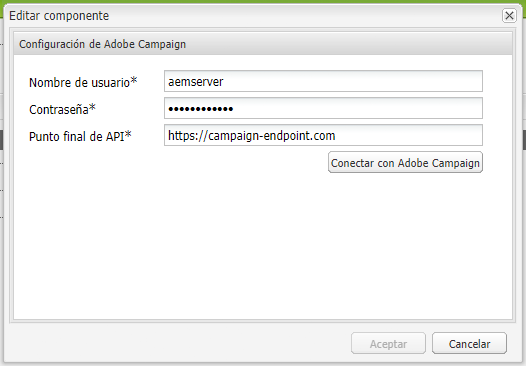 Editar componente
Configuración de Adobe Campaign
Nombre de usuario* aemserver
Contraseña* ••••••••••••
Punto final de API* https://campaign-endpoint.com
Conectar con Adobe Campaign
Aceptar Cancelar